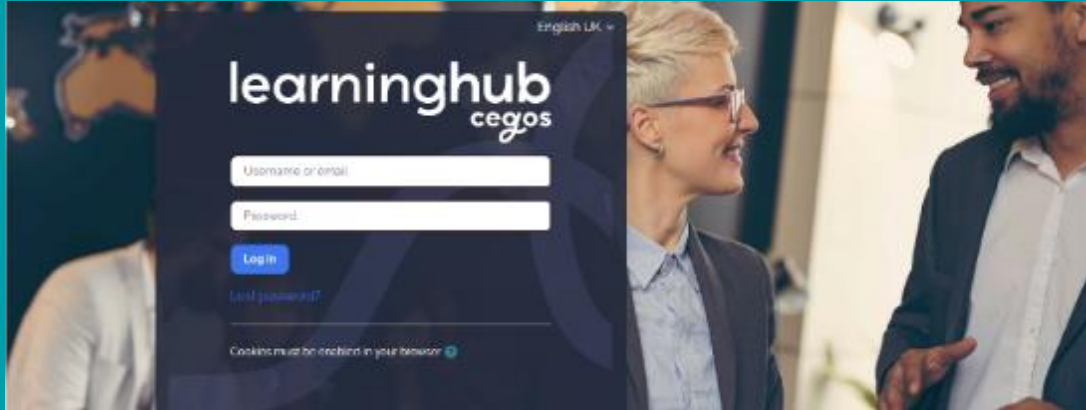 English UK
learninghub
cegos
Username or email
Password
Log in
Lost password?
Cookies must be enabled in your browser